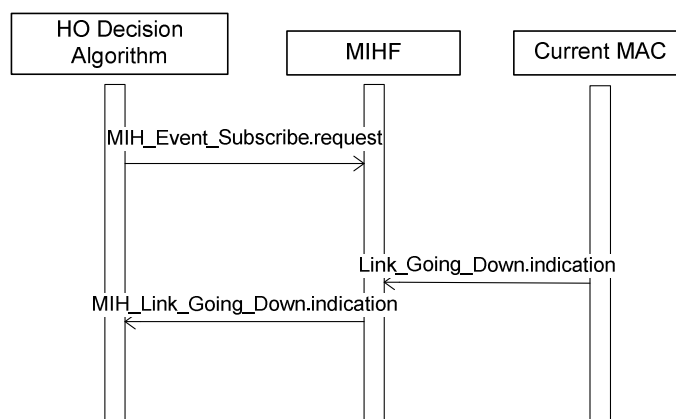 HO Decision
Algorithm
MIHF
Current MAC
MIH_Event_Subscribe.request
Link_Going_Down.indication
MIH_Link_Going_Down.indication